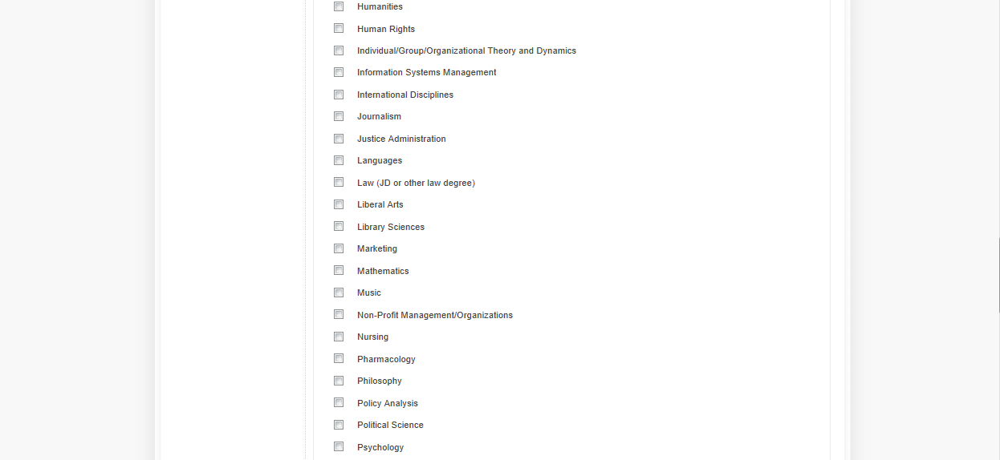 Humanities
Human Rights
Individual/Group/Organizational Theory and Dynamics
Information Systems Management
International Disciplines
Journalism
Justice Administration
Languages
Law (JD or other law degree)
Liberal Arts
Library Sciences
Marketing
Mathematics
Music
Non-Profit Management/Organizations
Nursing
Pharmacology
Philosophy
Policy Analysis
Political Science
Psychology